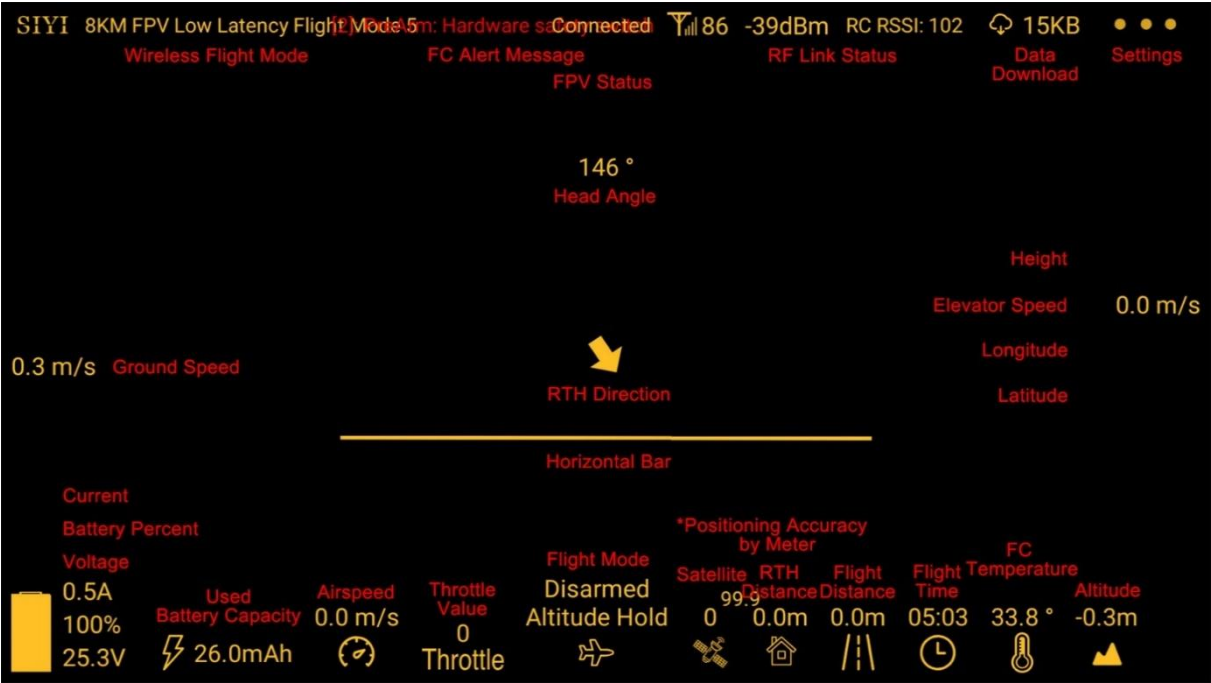 SIYI 8KM FPV Low Latency Flight Mode 5 Connected 86 -39dBm RC RSSI: 102 15KB
Wireless Flight Mode FC Alert Message RF Link Status Data Settings
Download
FPV Status
146 °
Head Angle
Height
Elevator Speed 0.0 m/s
Longitude
0.3 m/s Ground Speed
RTH Direction
Latitude
Horizontal Bar
Current
Battery Percent
Voltage
*Positioning Accuracy
by Meter
0.5A
100%
25.3V
Used
Battery Capacity
26.0mAh
Airspeed
0.0 m/s
Throttle
Value
0
Throttle
Flight Mode
Disarmed
Altitude Hold
Satellite
99.9
0
RTH
Distance
0.0m
Flight
Distance
0.0m
Flight
Time
05:03
FC
Temperature
33.8 °
Altitude
-0.3m